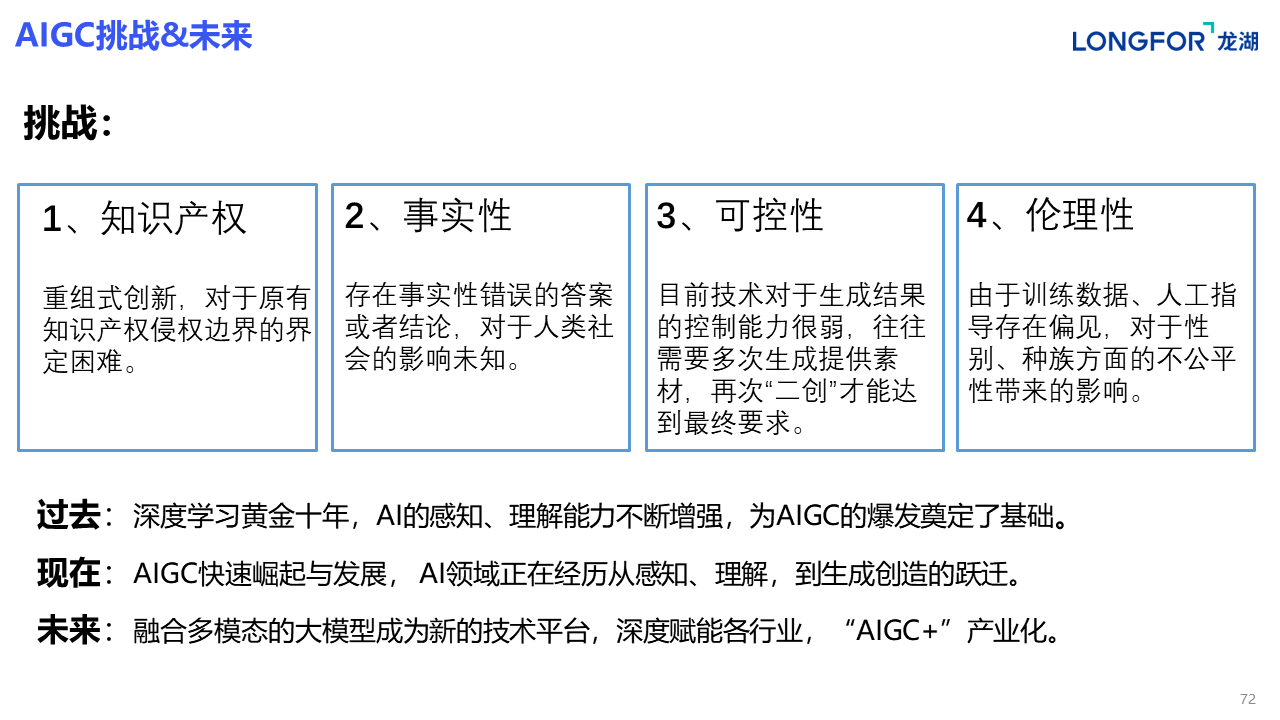 AIGC挑战&未来
LONGFOR 龙湖
挑战：
1、知识产权
重组式创新，对于原有
知识产权侵权边界的界
定困难。
2、事实性
存在事实性错误的答案
或者结论，对于人类社
会的影响未知。
3、可控性
目前技术对于生成结果
的控制能力很弱，往往
需要多次生成提供素
材，再次“二创”才能达
到最终要求。
4、伦理性
由于训练数据、人工指
导存在偏见，对于性
别、种族方面的不公平
性带来的影响。
过去：深度学习黄金十年，AI的感知、理解能力不断增强，为AIGC的爆发奠定了基础。
现在：AIGC快速崛起与发展， AI领域正在经历从感知、理解，到生成创造的跃迁。
未来：融合多模态的大模型成为新的技术平台，深度赋能各行业，“AIGC+”产业化。
72